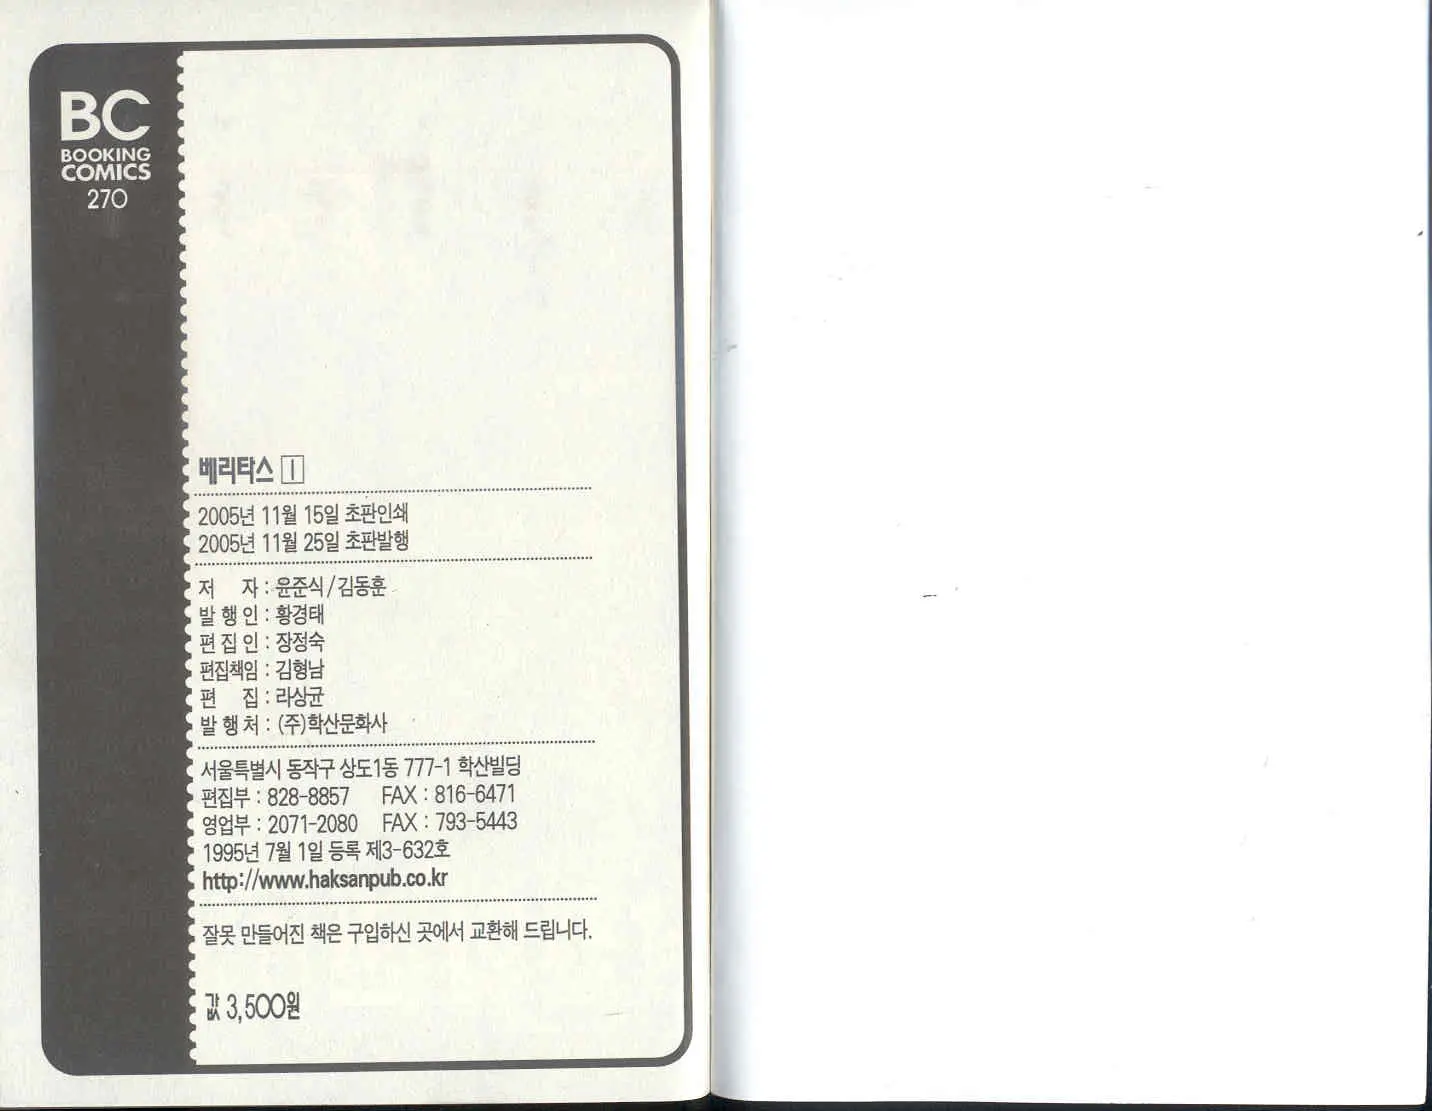 BC
BOOKING
COMICS
270
베리타스 1
2005년 11월 15일 초판인쇄
2005년 11월 25일 초판발행
저 자 : 윤준식/김동훈
발 행 인 : 황경태
편 집 인 : 장정숙
편집책임 : 김형남
편 집 : 라상균
발 행 처 : (주)학산문화사
서울특별시 동작구 상도1동 777-1 학산빌딩
편집부 : 828-8857 FAX : 816-6471
영업부 : 2071-2080 FAX : 793-5443
1995년 7월 1일 등록 제3-632호
http://www.haksanpub.co.kr
잘못 만들어진 책은 구입하신 곳에서 교환해 드립니다.
값 3,500원